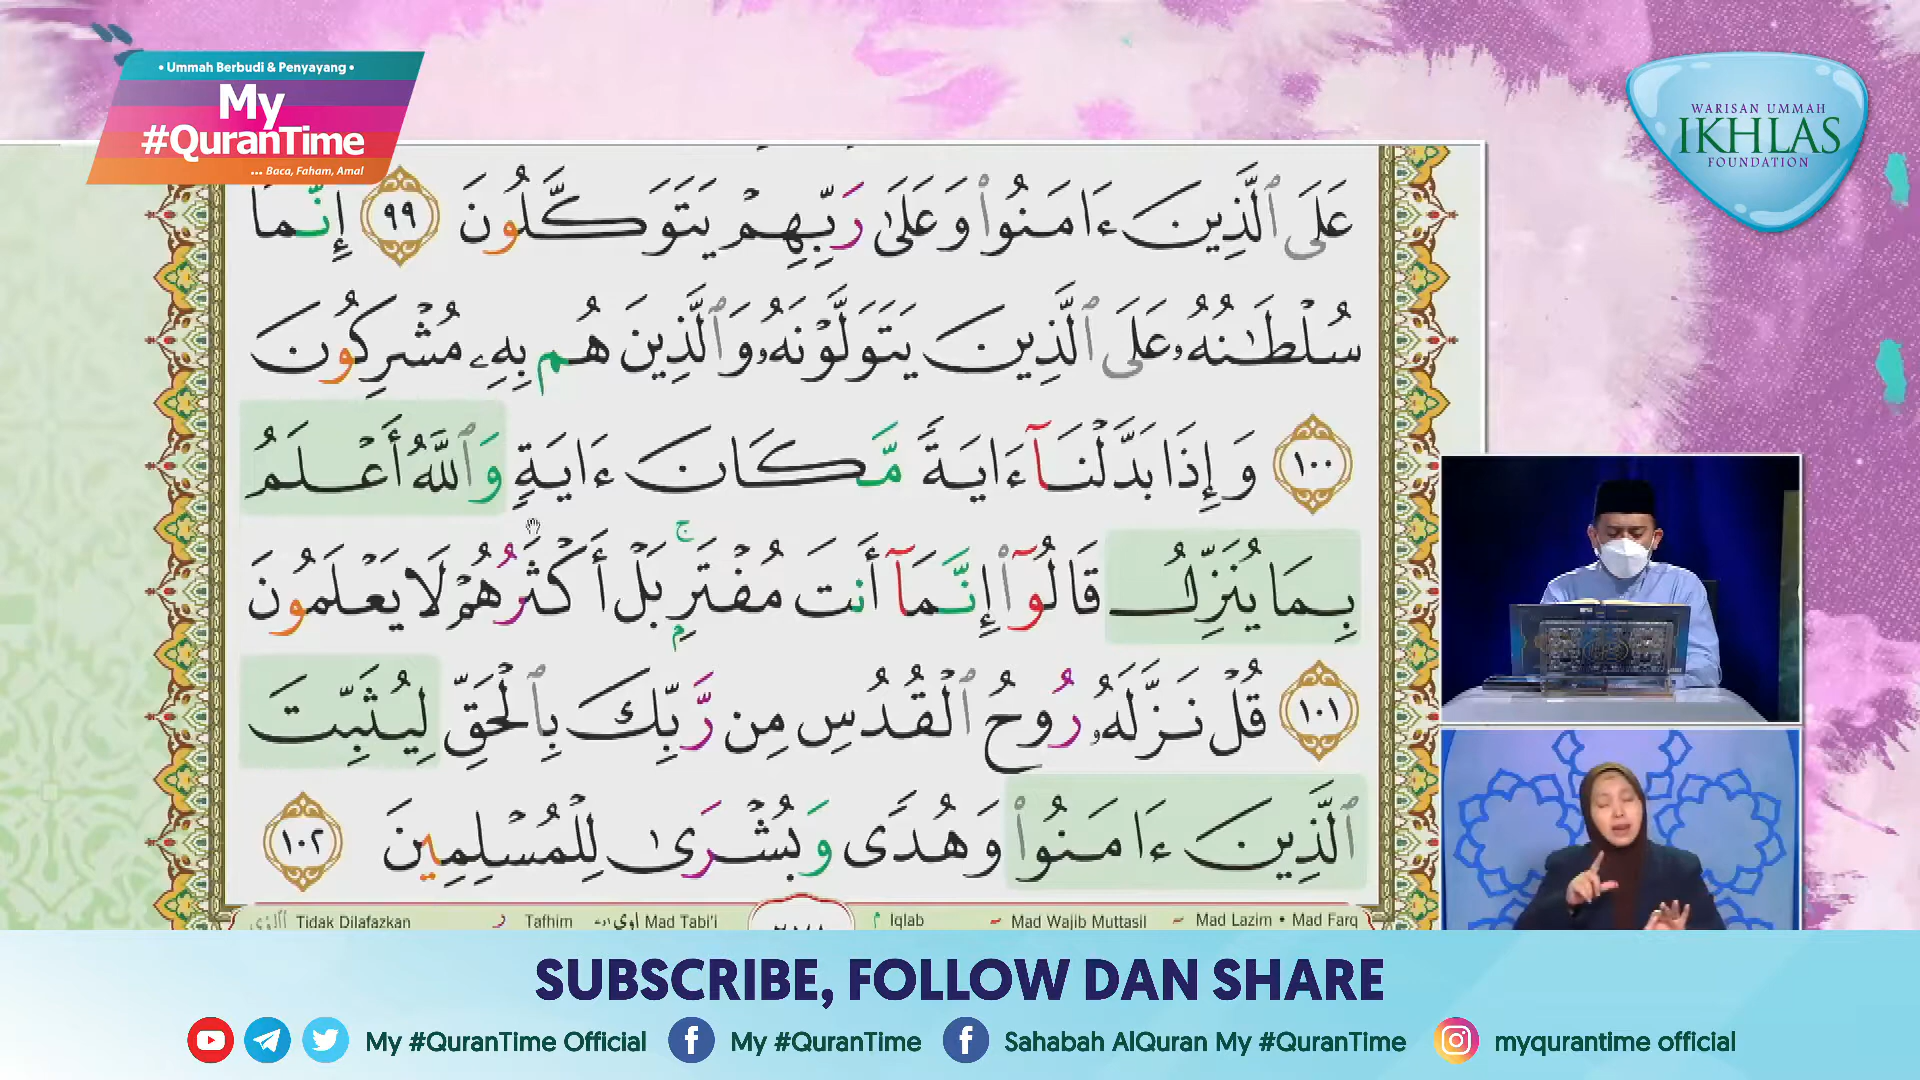 • Ummah Berbudi & Penyayang •
My
#QuranTime
... Baca, Faham, Amal
WARISAN UMMAH
IKHLAS
FOUNDATION
عَلَى ٱلَّذِينَ ءَامَنُوا۟ وَعَلَىٰ رَبِّهِمْ يَتَوَكَّلُونَ ٩٩ إِنَّمَا
سُلْطَـٰنُهُۥ عَلَى ٱلَّذِينَ يَتَوَلَّوْنَهُۥ وَٱلَّذِينَ هُم بِهِۦ مُشْرِكُونَ
١٠٠ وَإِذَا بَدَّلْنَآ ءَايَةً مَّكَانَ ءَايَةٍ وَٱللَّهُ أَعْلَمُ
بِمَا يُنَزِّلُ قَالُوٓا۟ إِنَّمَآ أَنتَ مُفْتَرٍۭ ۚ بَلْ أَكْثَرُهُمْ لَا يَعْلَمُونَ
١٠١ قُلْ نَزَّلَهُۥ رُوحُ ٱلْقُدُسِ مِن رَّبِّكَ بِٱلْحَقِّ لِيُثَبِّتَ
ٱلَّذِينَ ءَامَنُوا۟ وَهُدًى وَبُشْرَىٰ لِلْمُسْلِمِينَ ١٠٢
Tidak Dilafazkan Tafhim اوي Mad Tabi'i م Iqlab Mad Wajib Muttasil Mad Lazim • Mad Farq
SUBSCRIBE, FOLLOW DAN SHARE
My #QuranTime Official My #QuranTime Sahabah AlQuran My #QuranTime myqurantime official